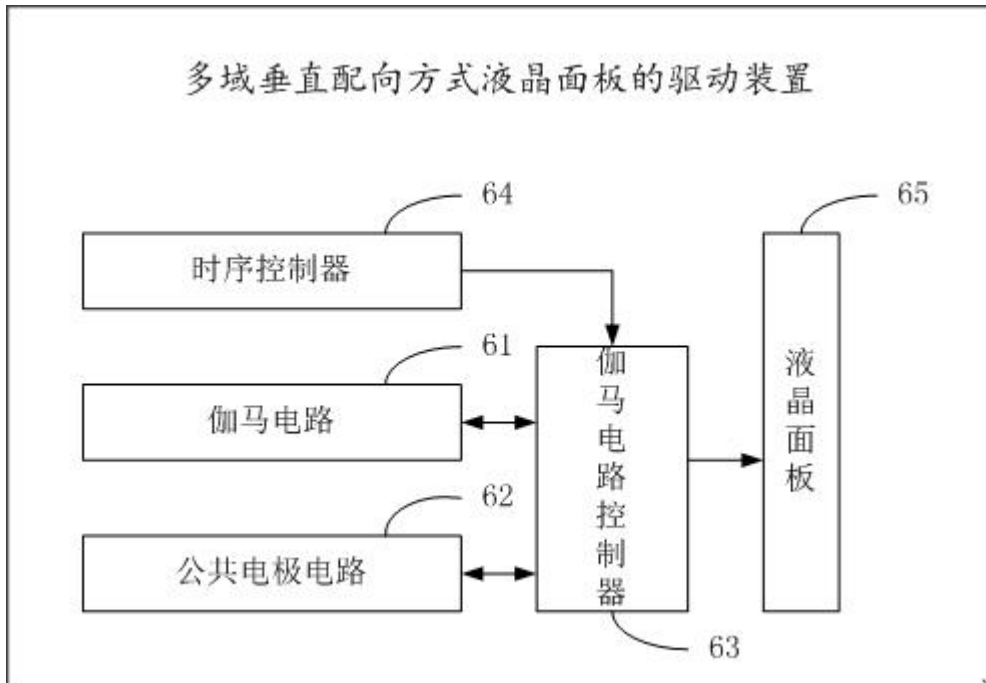 多域垂直配向方式液晶面板的驱动装置
64
65
时序控制器
61
伽马电路
伽马电路控制器
液晶面板
62
公共电极电路
63